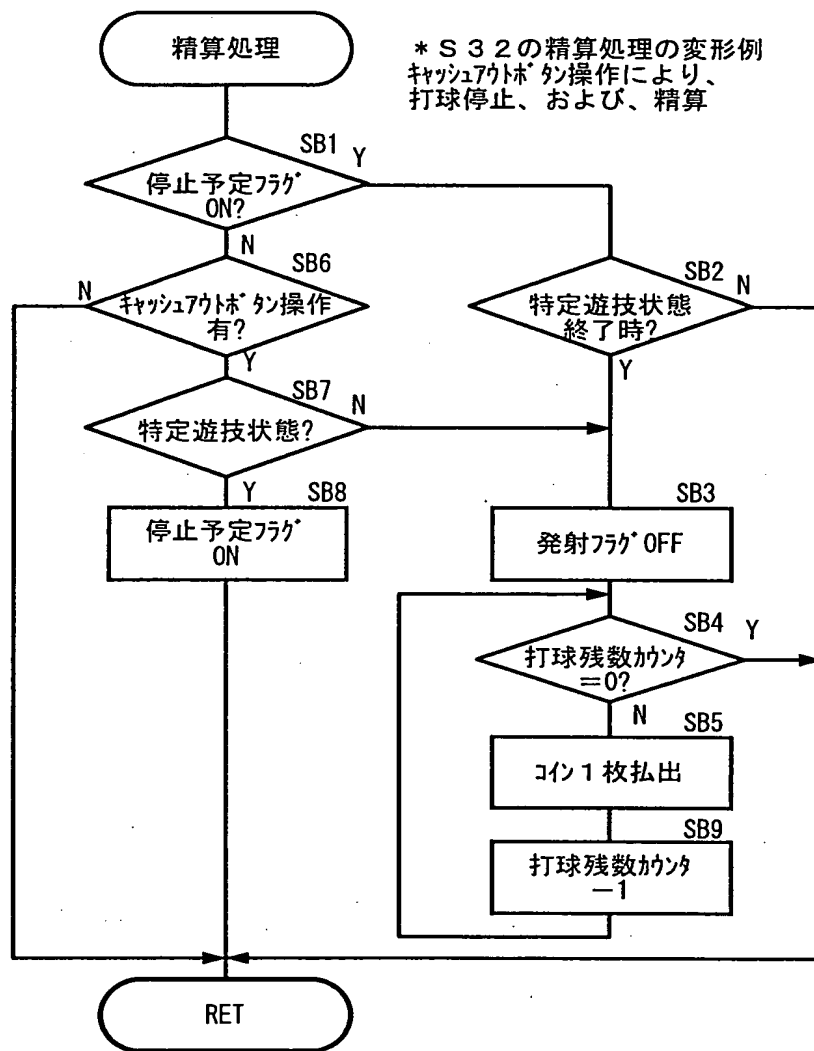 精算処理
*S32の精算処理の変形例
ｷｬｯｼｭｱｳﾄﾎﾞﾀﾝ操作により、
打球停止、および、精算
SB1
Y
停止予定ﾌﾗｸﾞ
ON?
N
SB6
N
ｷｬｯｼｭｱｳﾄﾎﾞﾀﾝ操作
有?
Y
SB2
N
特定遊技状態
終了時?
Y
SB7
N
特定遊技状態?
Y
SB8
停止予定ﾌﾗｸﾞ
ON
SB3
発射ﾌﾗｸﾞOFF
SB4
Y
打球残数ｶｳﾝﾀ
=0?
N
SB5
ｺｲﾝ1枚払出
SB9
打球残数ｶｳﾝﾀ
-1
RET